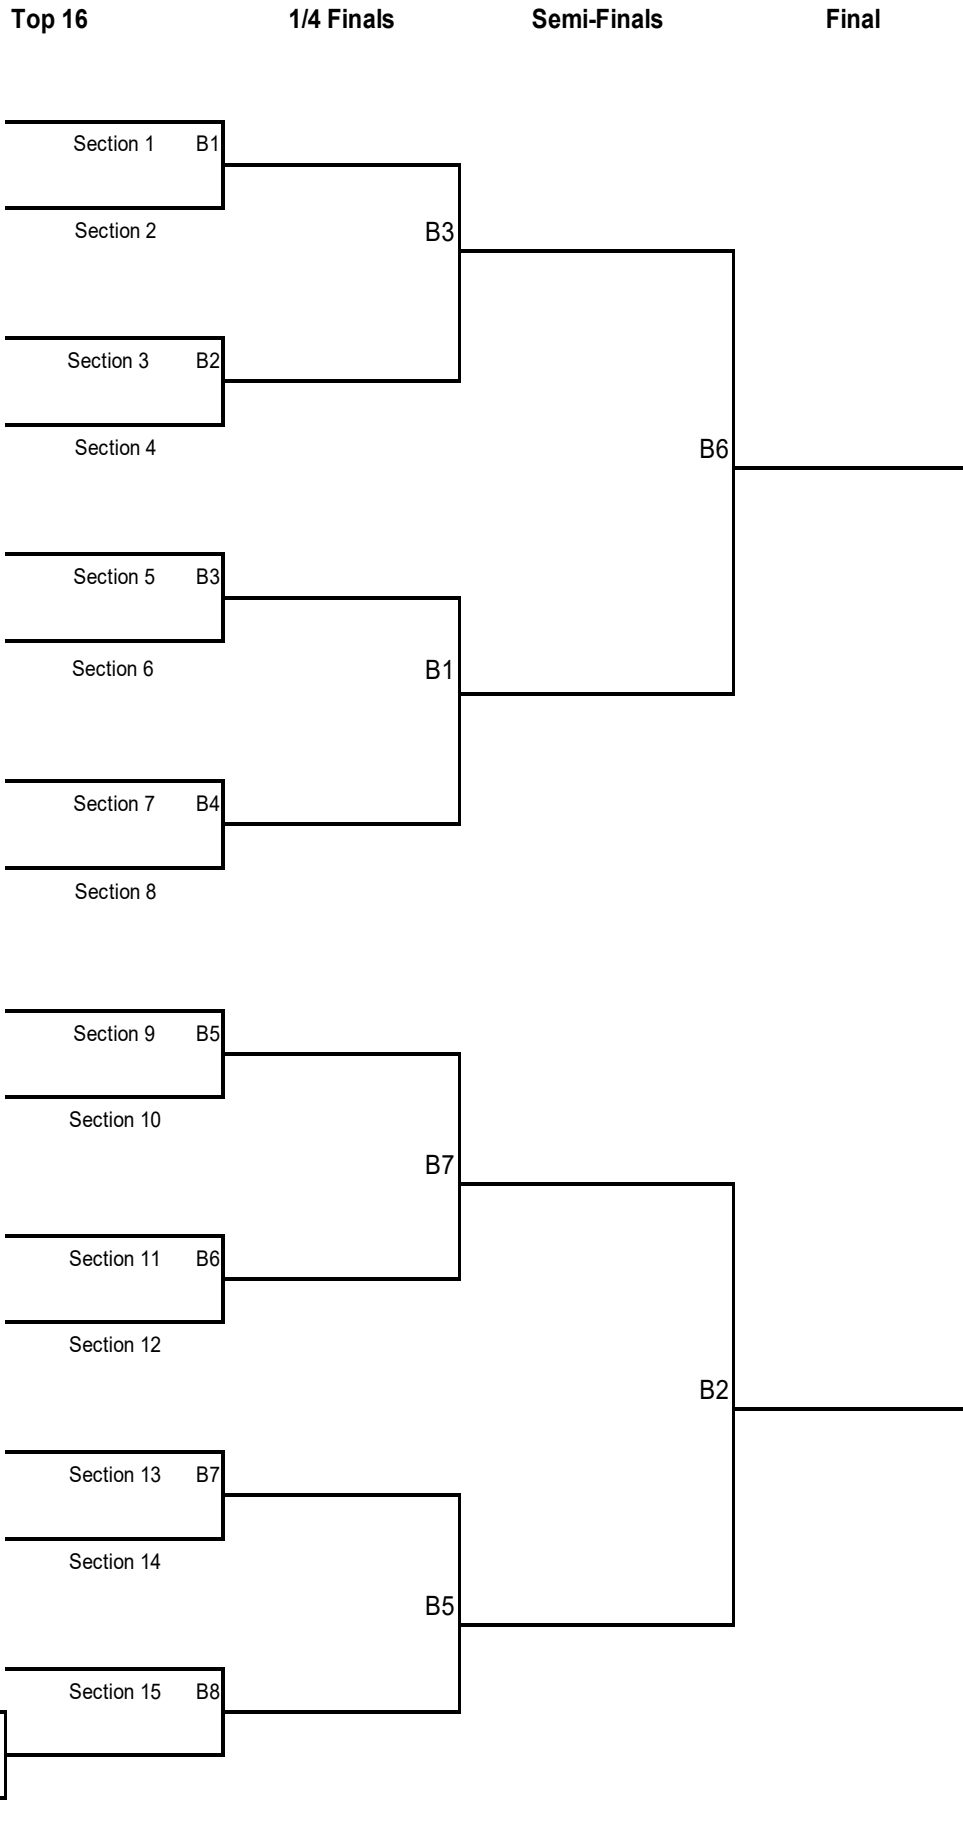 Top 16 1/4 Finals Semi-Finals Final
Section 1 B1
Section 2
B3
Section 3 B2
Section 4
B6
Section 5 B3
Section 6
B1
Section 7 B4
Section 8
Section 9 B5
Section 10
B7
Section 11 B6
Section 12
B2
Section 13 B7
Section 14
B5
Section 15 B8